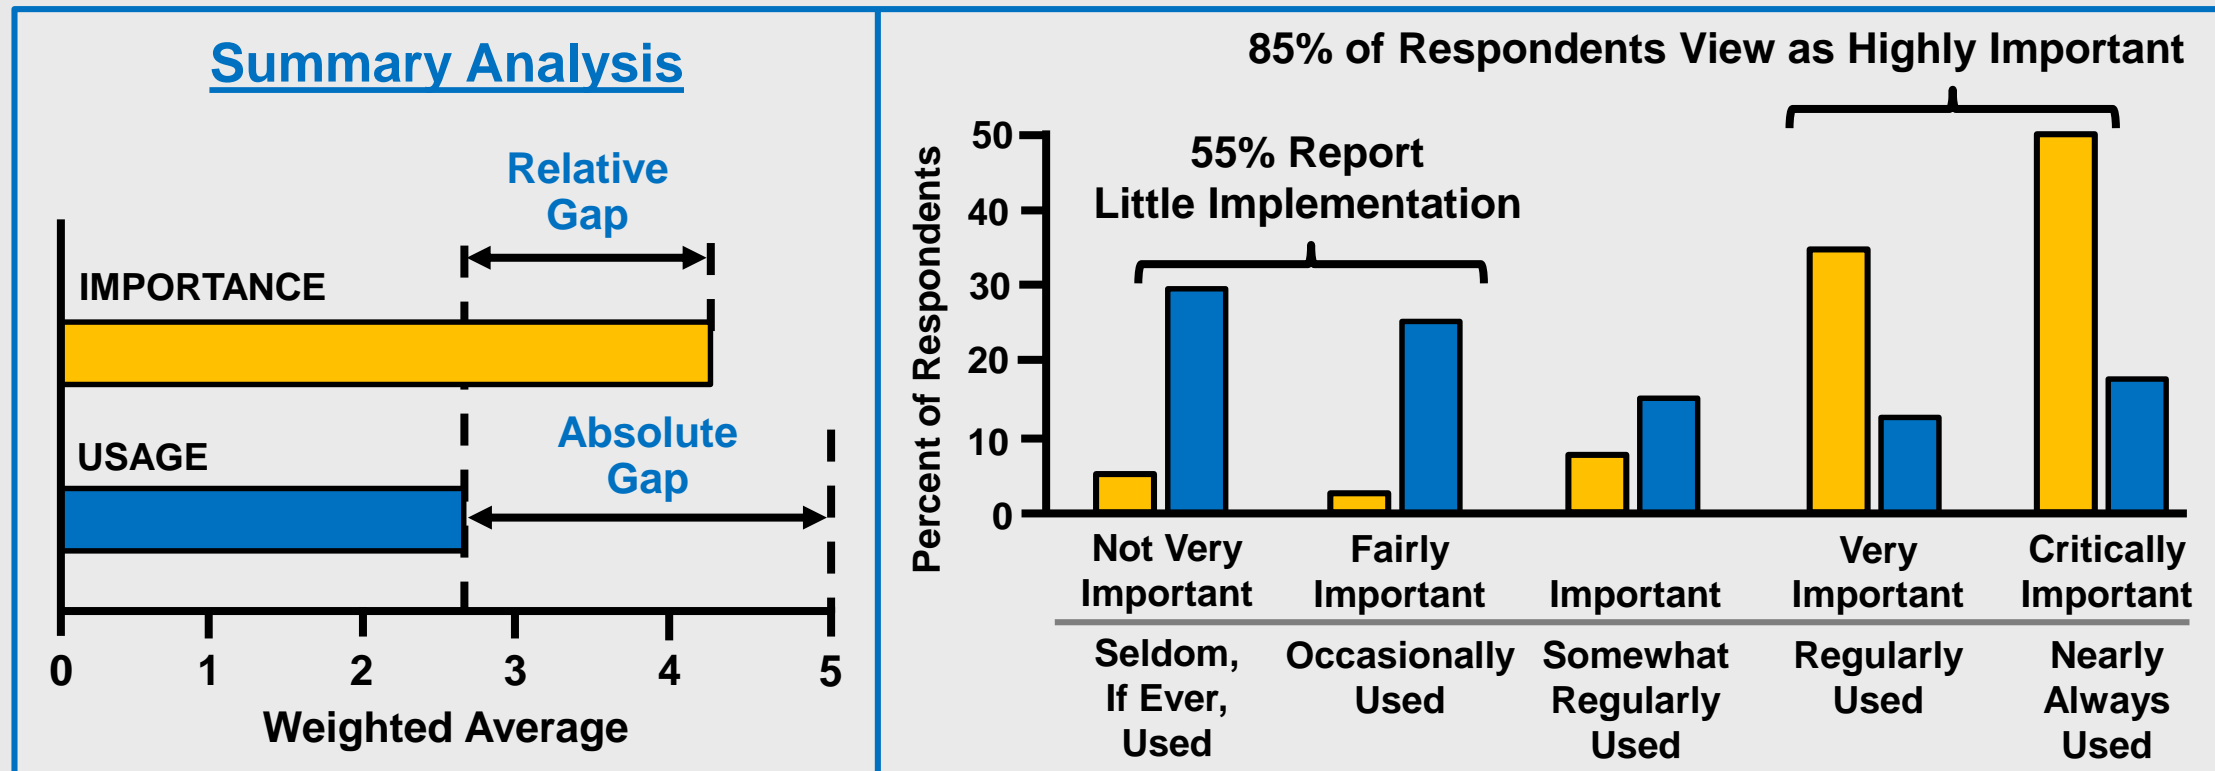 Summary Analysis
Relative
Gap
IMPORTANCE
Absolute
Gap
USAGE
0 1 2 3 4 5
Weighted Average
85% of Respondents View as Highly Important
55% Report
Little Implementation
Percent of Respondents
50
40
30
20
10
0
Not Very
Important
Fairly
Important
Important
Very
Important
Critically
Important
Seldom,
If Ever,
Used
Occasionally
Used
Somewhat
Regularly
Used
Regularly
Used
Nearly
Always
Used